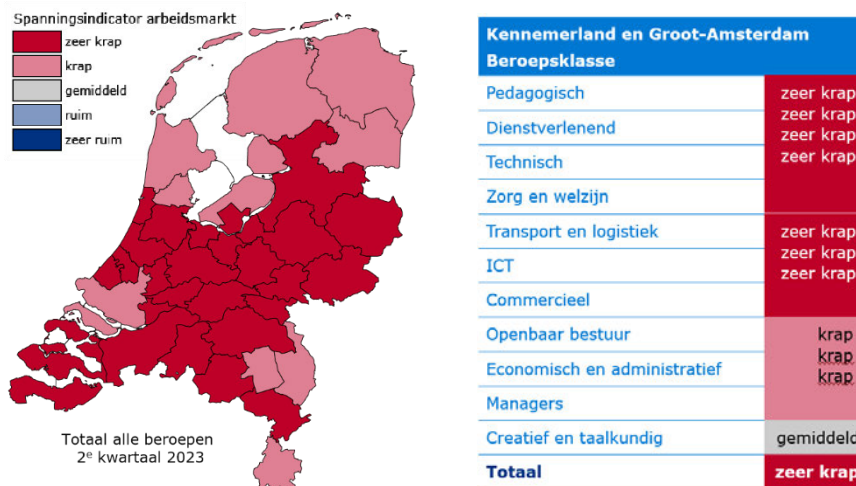 Spanningsindicator arbeidsmarkt
zeer krap
krap
gemiddeld
ruim
zeer ruim
Totaal alle beroepen
2e kwartaal 2023
Kennemerland en Groot-Amsterdam
Beroepsklasse
Pedagogisch zeer krap
Dienstverlenend zeer krap
zeer krap
Technisch zeer krap
Zorg en welzijn
Transport en logistiek zeer krap
ICT zeer krap
zeer krap
Commercieel
Openbaar bestuur krap
krap
Economisch en administratief krap
Managers
Creatief en taalkundig gemiddeld
Totaal zeer krap